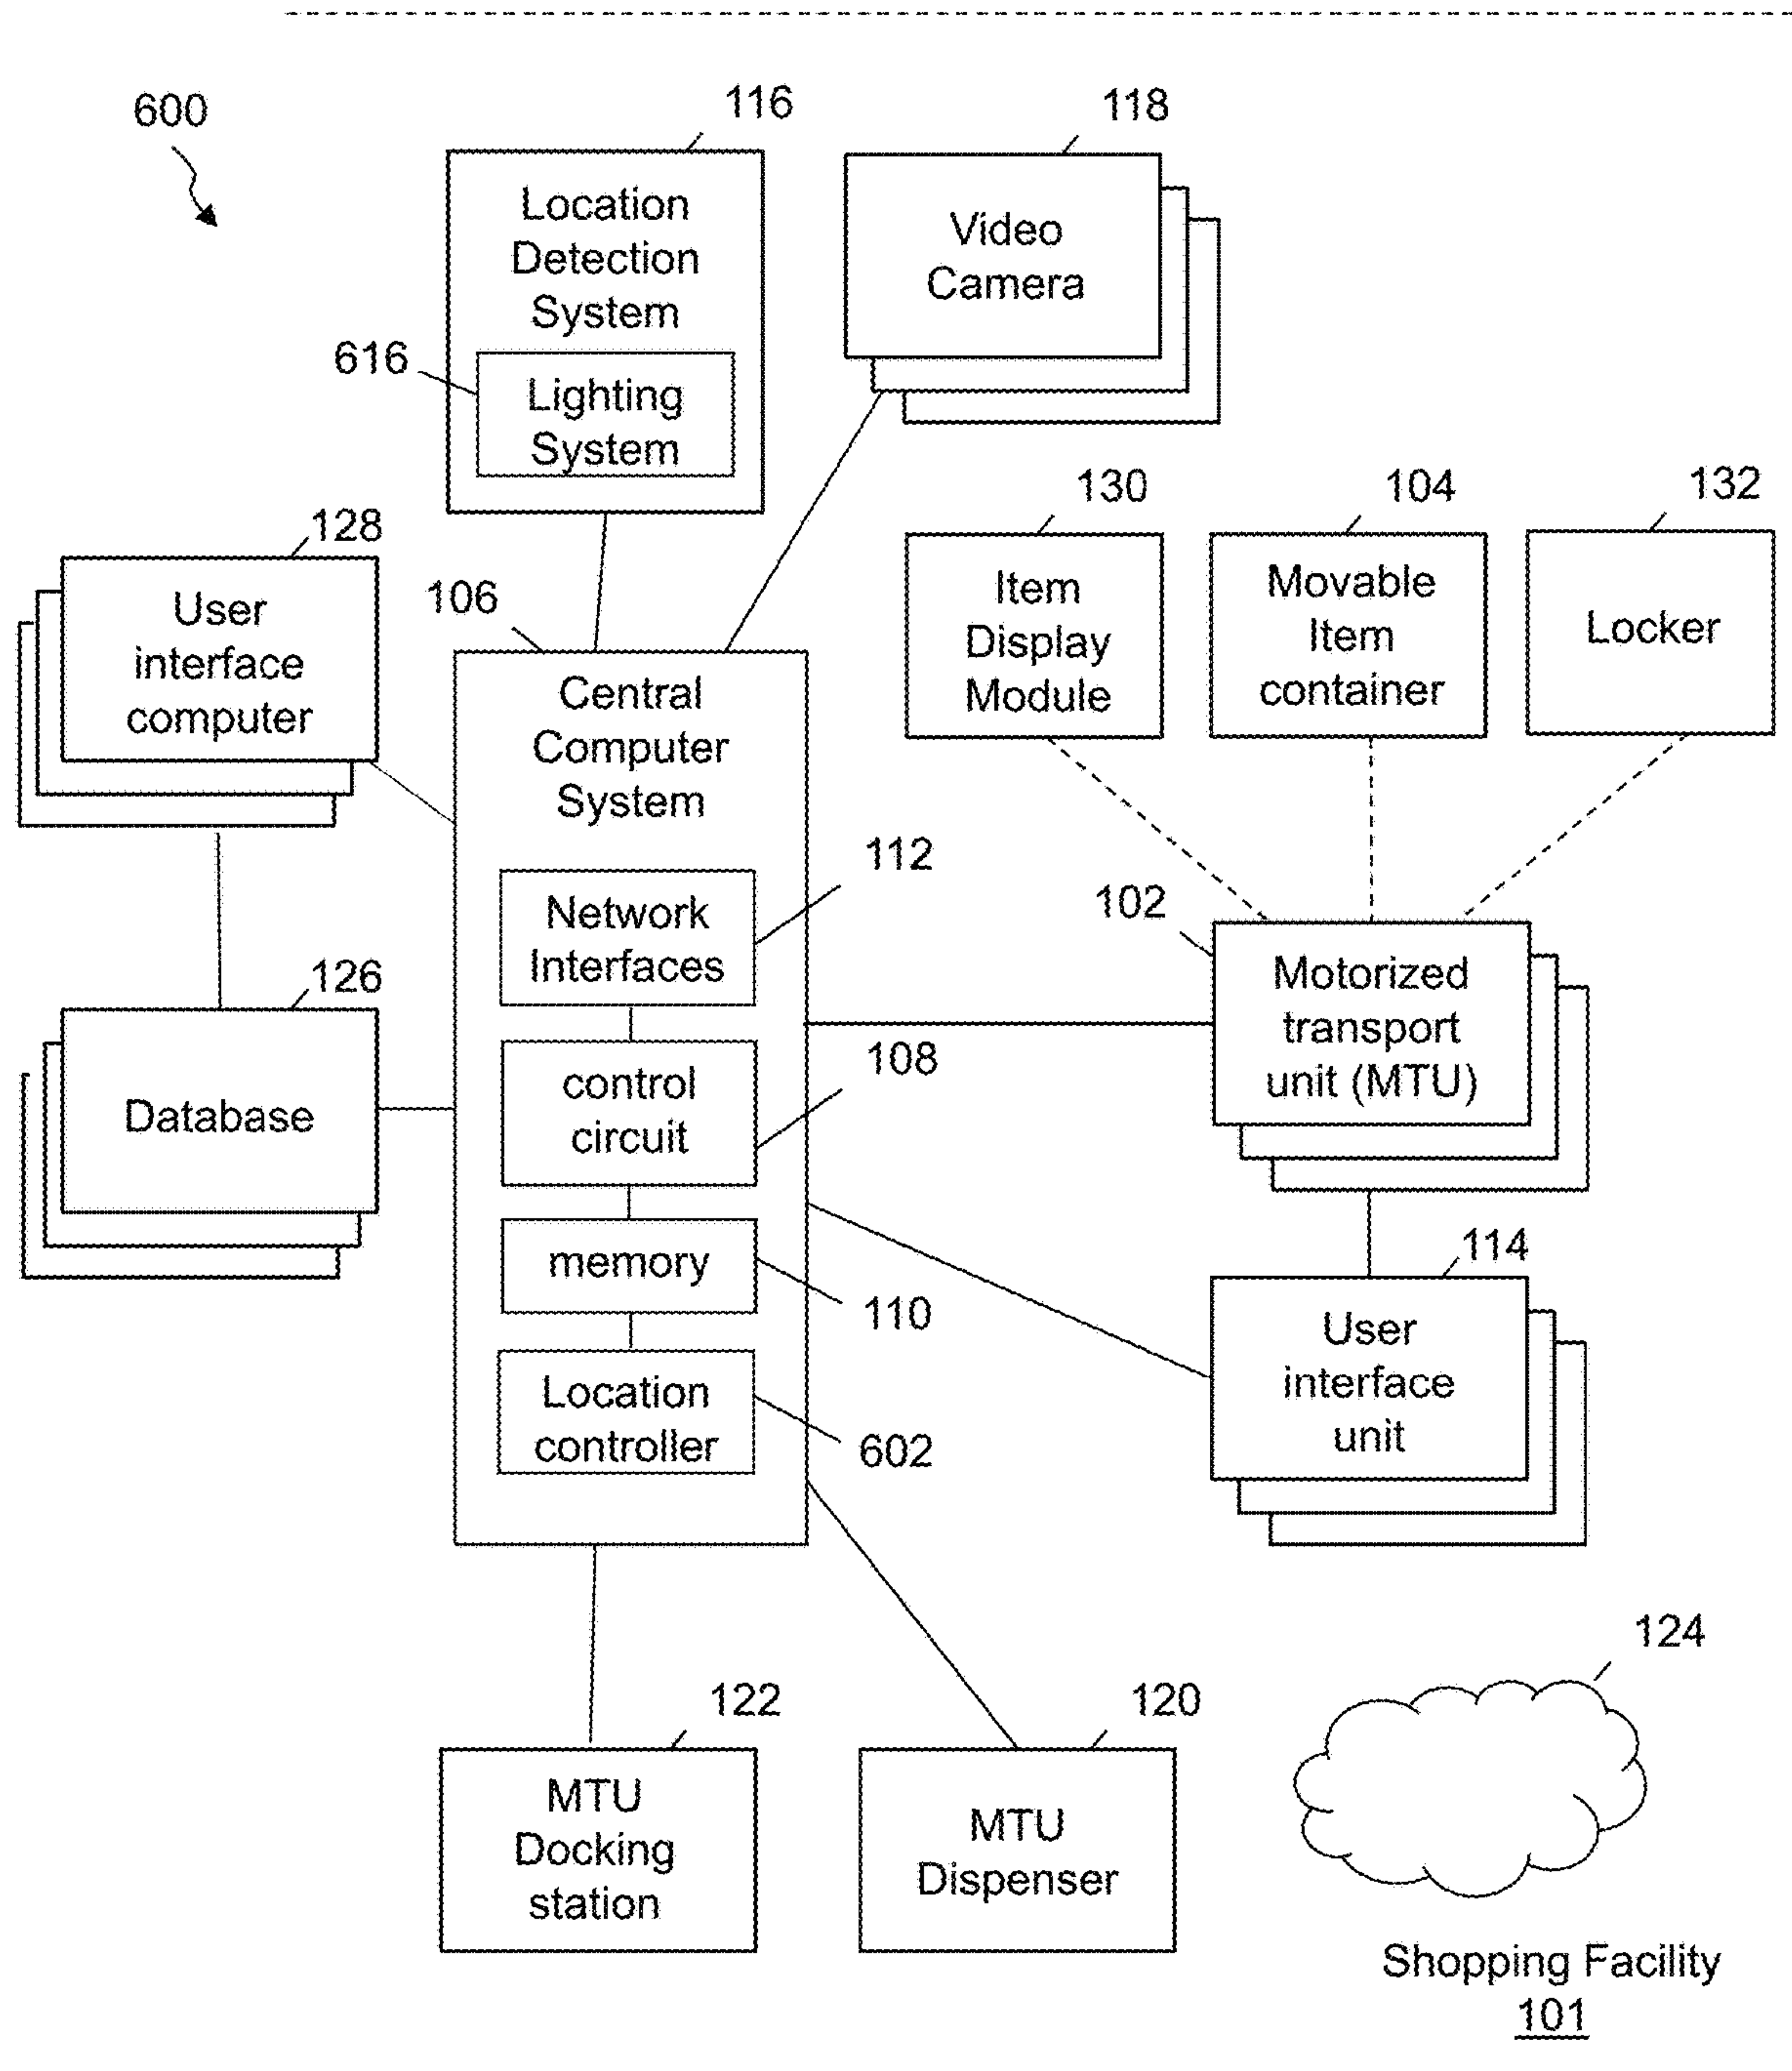 600
116
118
Location
Detection
System
616
Lighting
System
Video
Camera
130
104
132
Item
Display
Module
Movable
Item
container
Locker
128
User
interface
computer
106
Central
Computer
System
112
Network
Interfaces
102
Motorized
transport
unit (MTU)
126
Database
108
control
circuit
memory
110
114
User
interface
unit
Location
controller
602
122
MTU
Docking
station
120
MTU
Dispenser
124
Shopping Facility
101